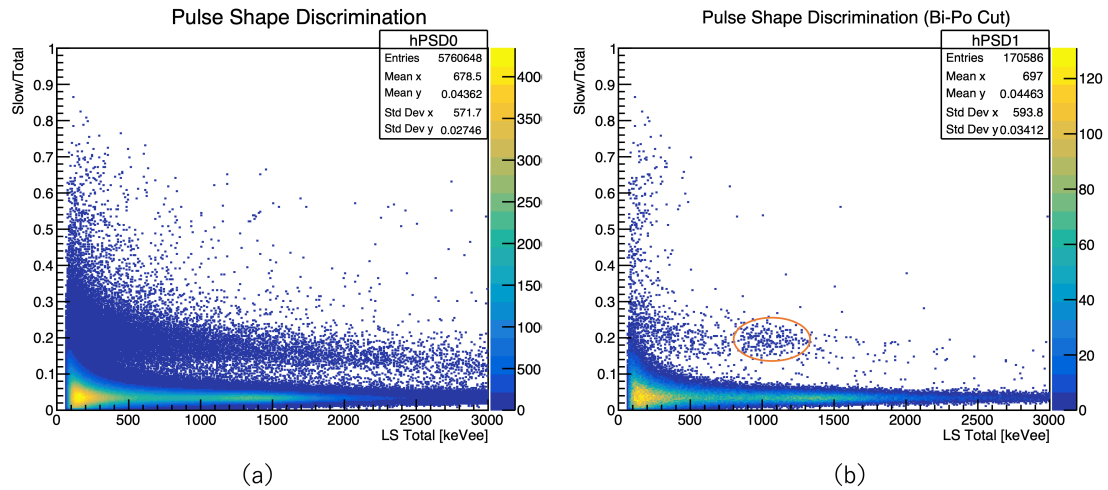 Pulse Shape Discrimination
hPSD0
Entries 5760648
Mean x 678.5
Mean y 0.04362
Std Dev x 571.7
Std Dev y 0.02746
Slow/Total
1
0.9
0.8
0.7
0.6
0.5
0.4
0.3
0.2
0.1
0
0 500 1000 1500 2000 2500 3000
LS Total [keVee]
400
350
300
250
200
150
100
500
0
(a)
Pulse Shape Discrimination (Bi-Po Cut)
hPSD1
Entries 170586
Mean x 697
Mean y 0.04463
Std Dev x 593.8
Std Dev y 0.03412
Slow/Total
1
0.9
0.8
0.7
0.6
0.5
0.4
0.3
0.2
0.1
0
0 500 1000 1500 2000 2500 3000
LS Total [keVee]
120
100
80
60
40
20
0
(b)